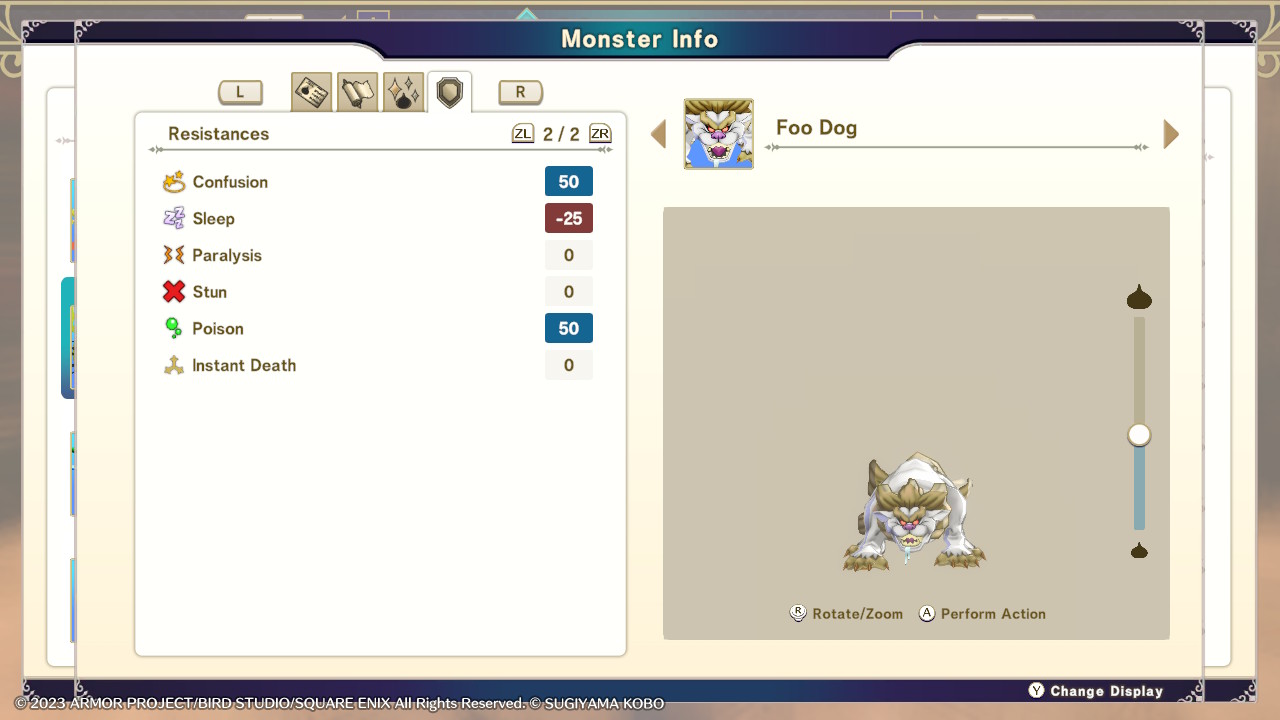 Monster Info
L
R
Resistances
ZL 2 / 2 ZR
Confusion 50
Sleep -25
Paralysis 0
Stun 0
Poison 50
Instant Death 0
Foo Dog
R Rotate/Zoom A Perform Action
Y Change Display
© 2023 ARMOR PROJECT/BIRD STUDIO/SQUARE ENIX All Rights Reserved. © SUGIYAMA KOBO